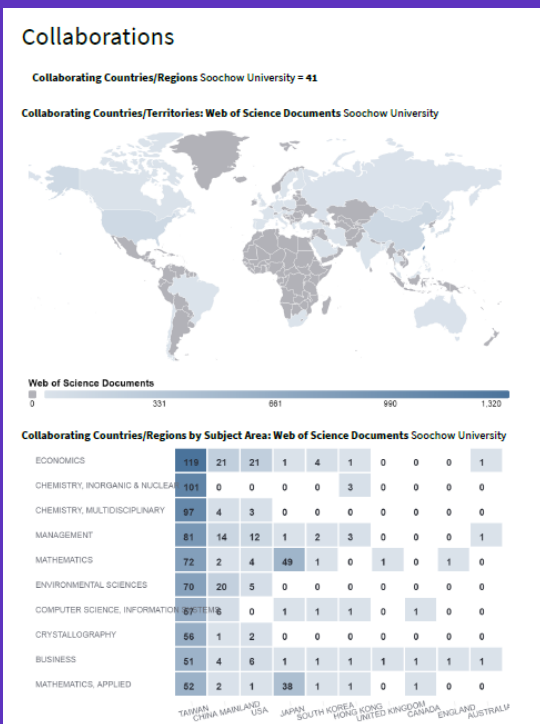 Collaborations
Collaborating Countries/Regions Soochow University = 41
Collaborating Countries/Territories: Web of Science Documents Soochow University
Web of Science Documents
0 331 661 990 1,320
Collaborating Countries/Regions by Subject Area: Web of Science Documents Soochow University
ECONOMICS 119 21 21 1 4 1 0 0 0 1
CHEMISTRY, INORGANIC & NUCLEAR 101 0 0 0 0 3 0 0 0 0
CHEMISTRY, MULTIDISCIPLINARY 97 4 3 0 0 0 0 0 0 0
MANAGEMENT 81 14 12 1 2 3 0 0 0 1
MATHEMATICS 72 2 4 49 1 0 1 0 1 0
ENVIRONMENTAL SCIENCES 70 20 5 0 0 0 0 0 0 0
COMPUTER SCIENCE, INFORMATION SYSTEMS 67 6 0 1 1 1 0 1 0 0
CRYSTALLOGRAPHY 56 1 2 0 0 0 0 0 0 0
BUSINESS 51 4 6 1 1 1 1 1 1 1
MATHEMATICS, APPLIED 52 2 1 38 1 1 0 1 0 0
TAIWAN CHINA MAINLAND USA JAPAN SOUTH KOREA HONG KONG UNITED KINGDOM CANADA ENGLAND AUSTRALI